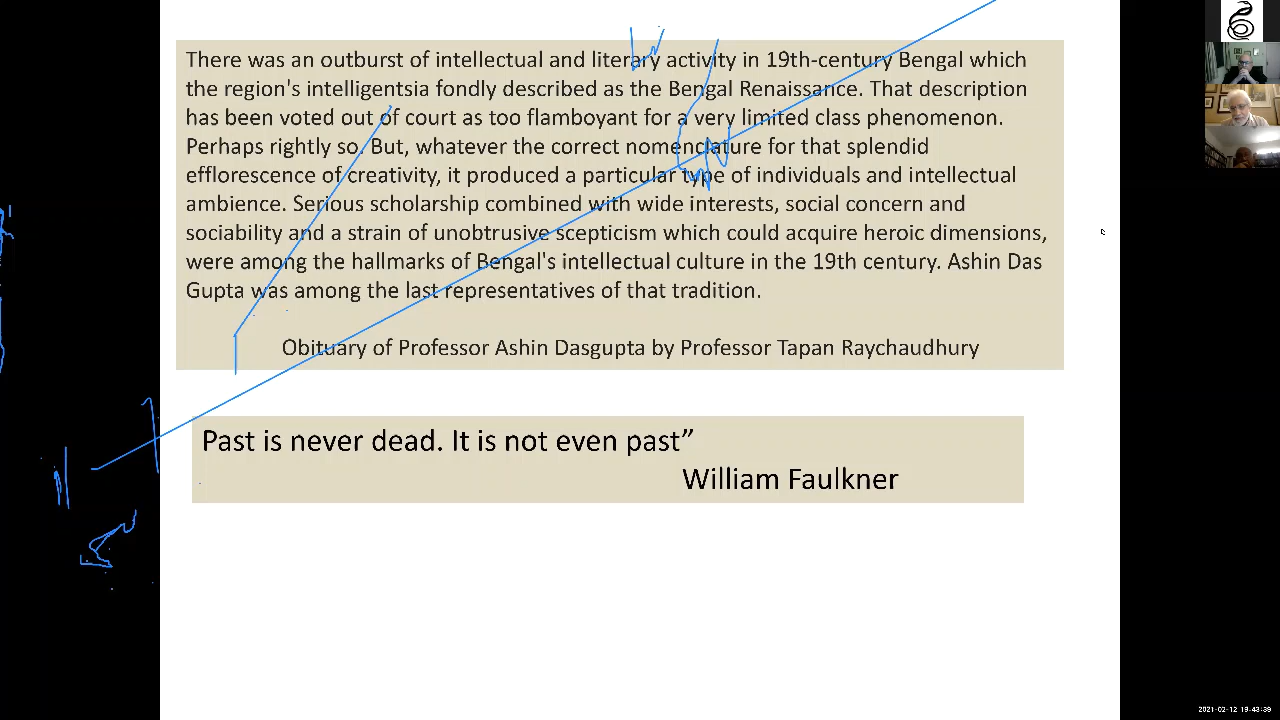 There was an outburst of intellectual and literary activity in 19th-century Bengal which
the region's intelligentsia fondly described as the Bengal Renaissance. That description
has been voted out of court as too flamboyant for a very limited class phenomenon.
Perhaps rightly so. But, whatever the correct nomenclature for that splendid
efflorescence of creativity, it produced a particular type of individuals and intellectual
ambience. Serious scholarship combined with wide interests, social concern and
sociability and a strain of unobtrusive scepticism which could acquire heroic dimensions,
were among the hallmarks of Bengal's intellectual culture in the 19th century. Ashin Das
Gupta was among the last representatives of that tradition.
Obituary of Professor Ashin Dasgupta by Professor Tapan Raychaudhury
Past is never dead. It is not even past”
William Faulkner
2021-02-12 19:43:39